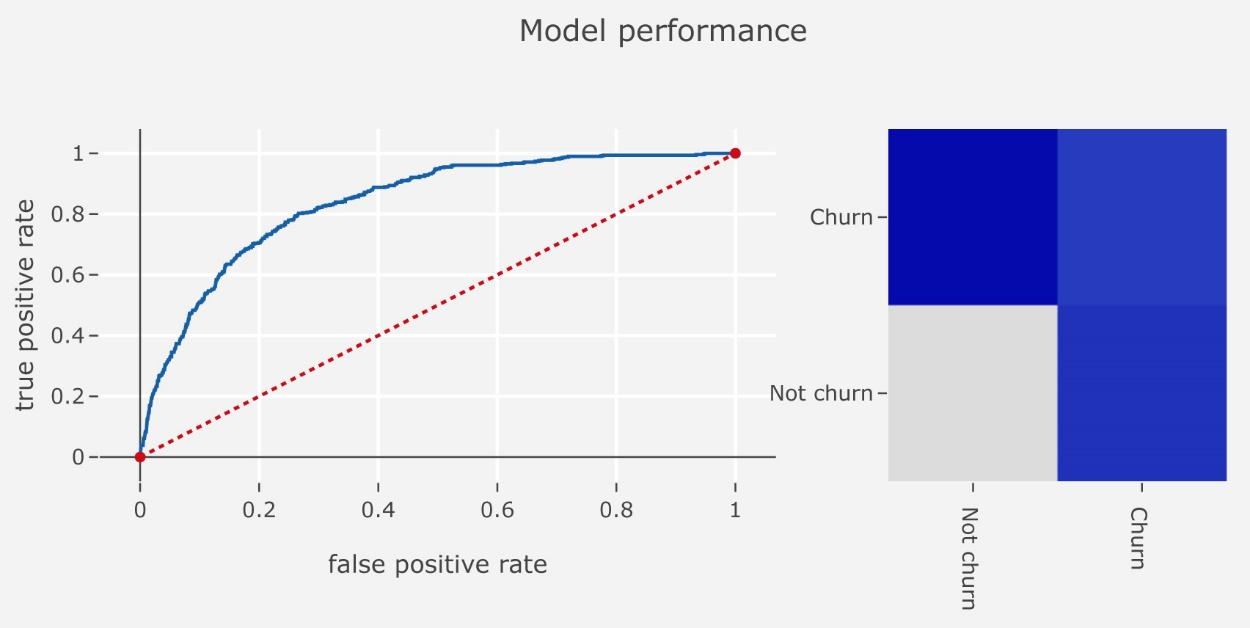 Model performance
true positive rate
1
0.8
0.6
0.4
0.2
0
0 0.2 0.4 0.6 0.8 1
false positive rate
Churn
Not churn
Not churn
Churn